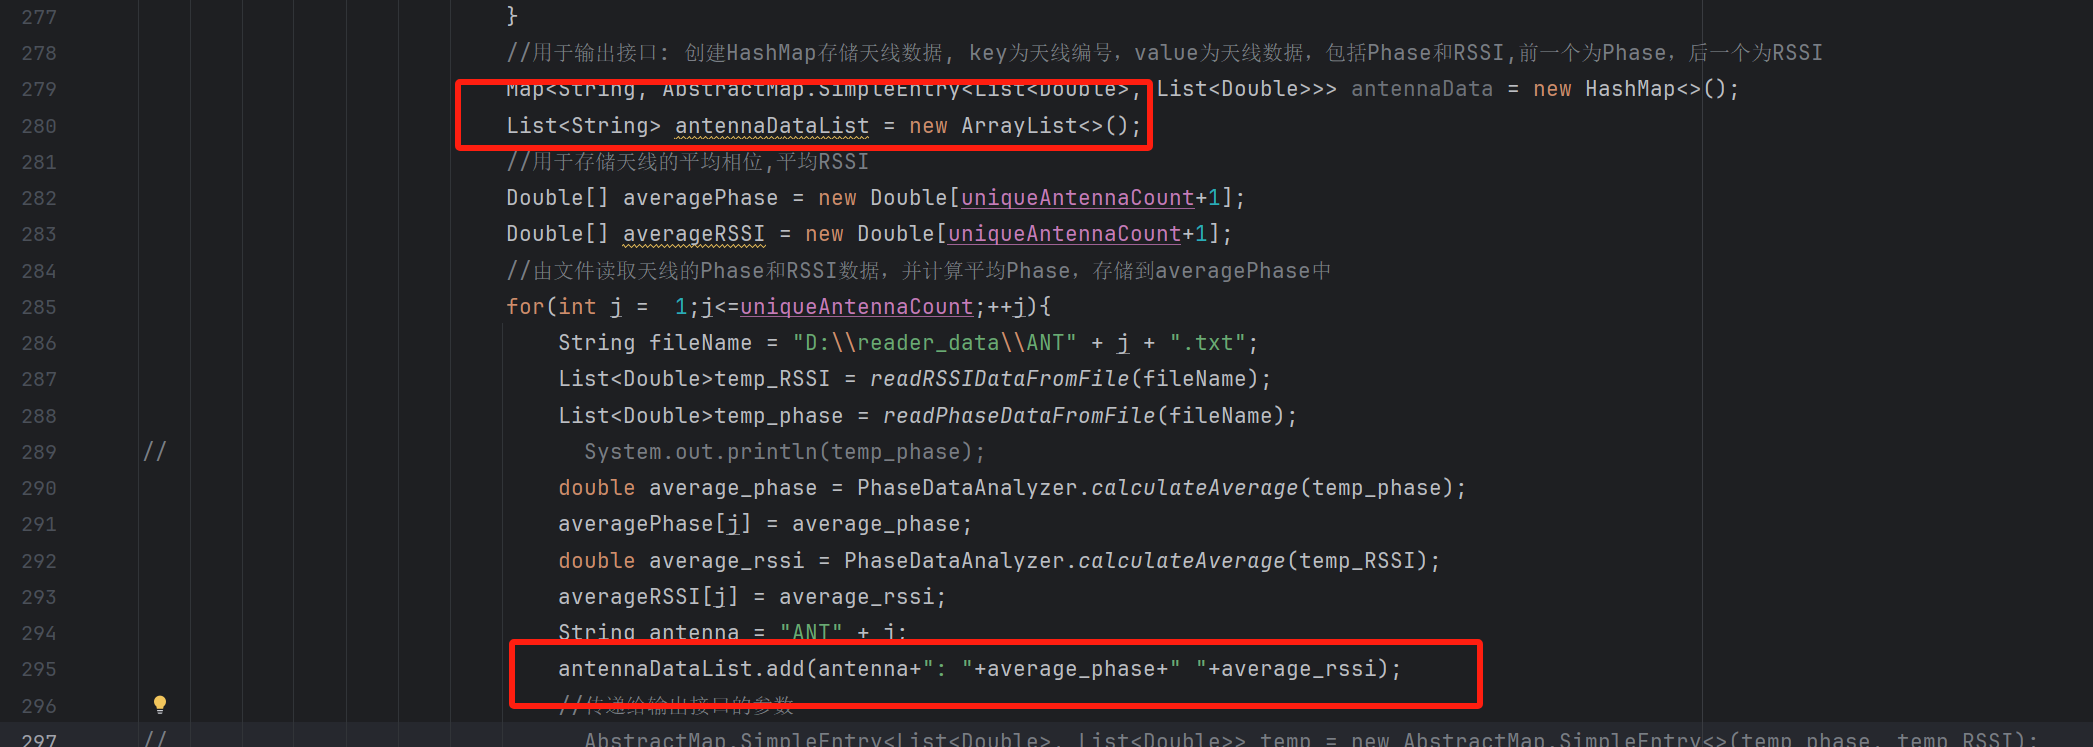 277 }
278 //用于输出接口: 创建HashMap存储天线数据, key为天线编号，value为天线数据，包括Phase和RSSI,前一个为Phase，后一个为RSSI
279 Map<String, AbstractMap.SimpleEntry<List<Double>, List<Double>>> antennaData = new HashMap<>();
280 List<String> antennaDataList = new ArrayList<>();
281 //用于存储天线的平均相位,平均RSSI
282 Double[] averagePhase = new Double[uniqueAntennaCount+1];
283 Double[] averageRSSI = new Double[uniqueAntennaCount+1];
284 //由文件读取天线的Phase和RSSI数据，并计算平均Phase，存储到averagePhase中
285 for(int j =  1;j<=uniqueAntennaCount;++j){
286 String fileName = "D:\\reader_data\\ANT" + j + ".txt";
287 List<Double>temp_RSSI = readRSSIDataFromFile(fileName);
288 List<Double>temp_phase = readPhaseDataFromFile(fileName);
289 // System.out.println(temp_phase);
290 double average_phase = PhaseDataAnalyzer.calculateAverage(temp_phase);
291 averagePhase[j] = average_phase;
292 double average_rssi = PhaseDataAnalyzer.calculateAverage(temp_RSSI);
293 averageRSSI[j] = average_rssi;
294 String antenna = "ANT" + j;
295 antennaDataList.add(antenna+": "+average_phase+" "+average_rssi);
296 //传递给输出接口的参数
297 // AbstractMap.SimpleEntry<List<Double>, List<Double>> temp = new AbstractMap.SimpleEntry<>(temp_phase, temp_RSSI);